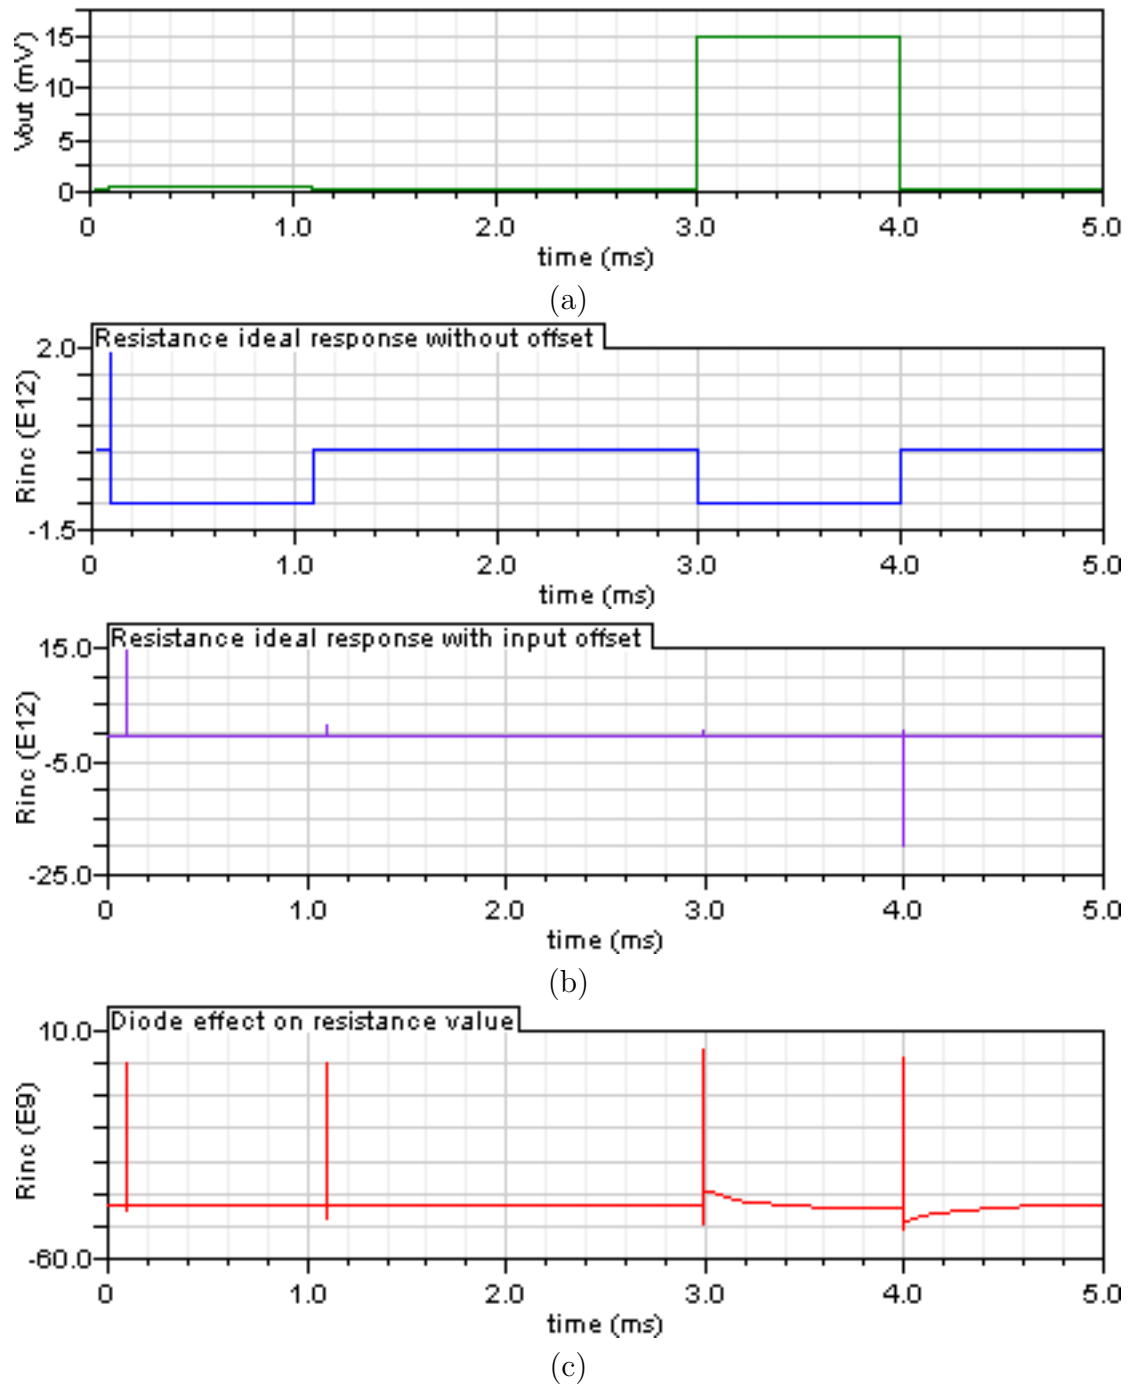 Vout (mV)
15
10
5
0
0 1.0 2.0 3.0 4.0 5.0
time (ms)
(a)
Resistance ideal response without offset
Rinc (E12)
2.0
-1.5
0 1.0 2.0 3.0 4.0 5.0
time (ms)
Resistance ideal response with input offset
Rinc (E12)
15.0
-5.0
-25.0
0 1.0 2.0 3.0 4.0 5.0
time (ms)
(b)
Diode effect on resistance value
Rinc (E9)
10.0
-60.0
0 1.0 2.0 3.0 4.0 5.0
time (ms)
(c)